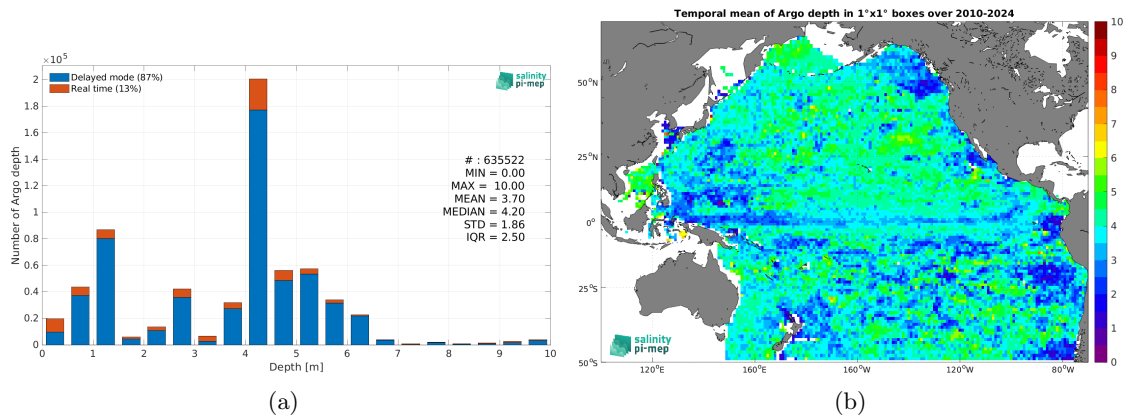 ×10⁵
Number of Argo depth
2
1.8
1.6
1.4
1.2
1
0.8
0.6
0.4
0.2
0
Delayed mode (87%)
Real time (13%)
salinity
pi-mep
# : 635522
MIN = 0.00
MAX = 10.00
MEAN = 3.70
MEDIAN = 4.20
STD = 1.86
IQR = 2.50
0 1 2 3 4 5 6 7 8 9 10
Depth [m]
(a)
Temporal mean of Argo depth in 1°x1° boxes over 2010-2024
50°N
25°N
0°
25°S
50°S
120°E 160°E 160°W 120°W 80°W
salinity
pi-mep
10
9
8
7
6
5
4
3
2
1
0
(b)